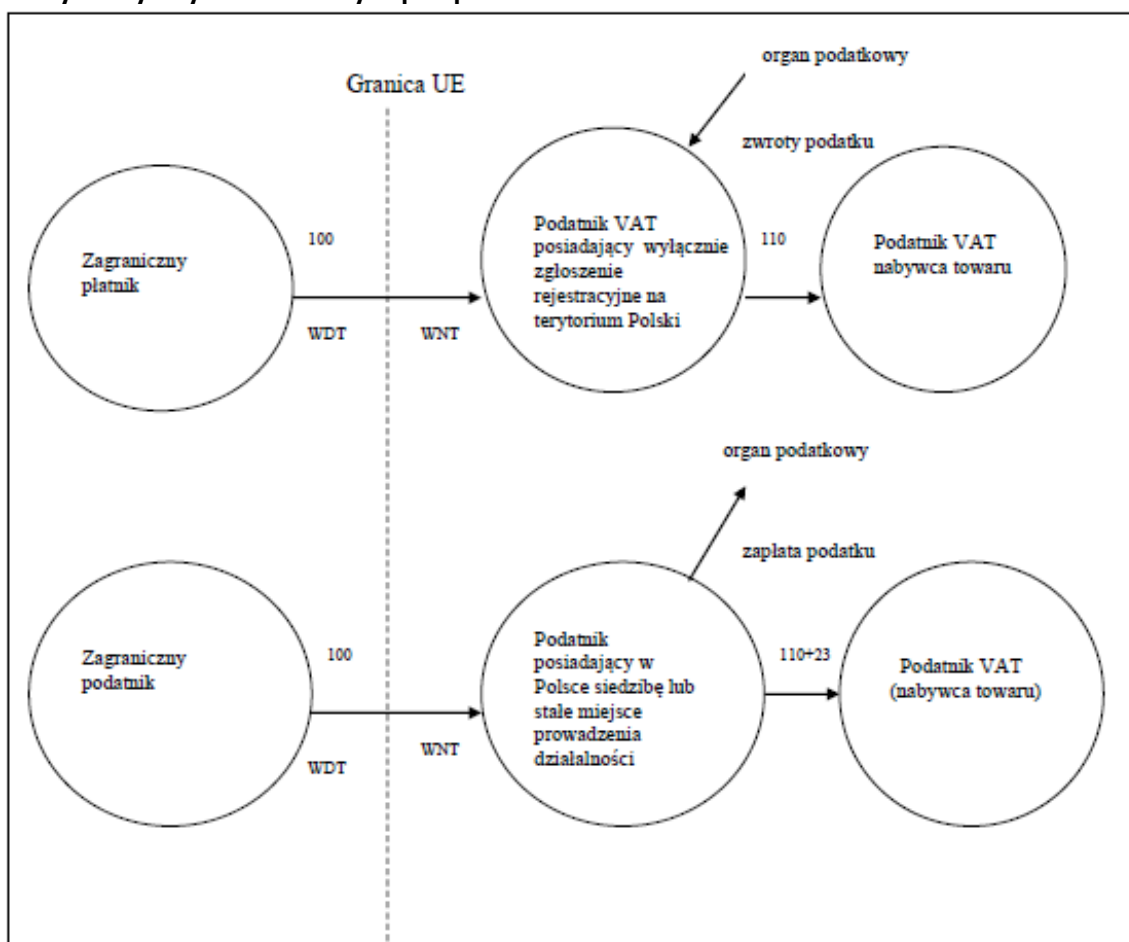 organ podatkowy
Granica UE
zwroty podatku
Zagraniczny
płatnik
100
WDT
WNT
Podatnik VAT
posiadający wyłącznie
zgłoszenie
rejestracyjne na
terytorium Polski
110
Podatnik VAT
nabywca towaru
organ podatkowy
zapłata podatku
Zagraniczny
podatnik
100
WDT
WNT
Podatnik
posiadający w
Polsce siedzibę lub
stałe miejsce
prowadzenia
działalności
110+23
Podatnik VAT
(nabywca towaru)